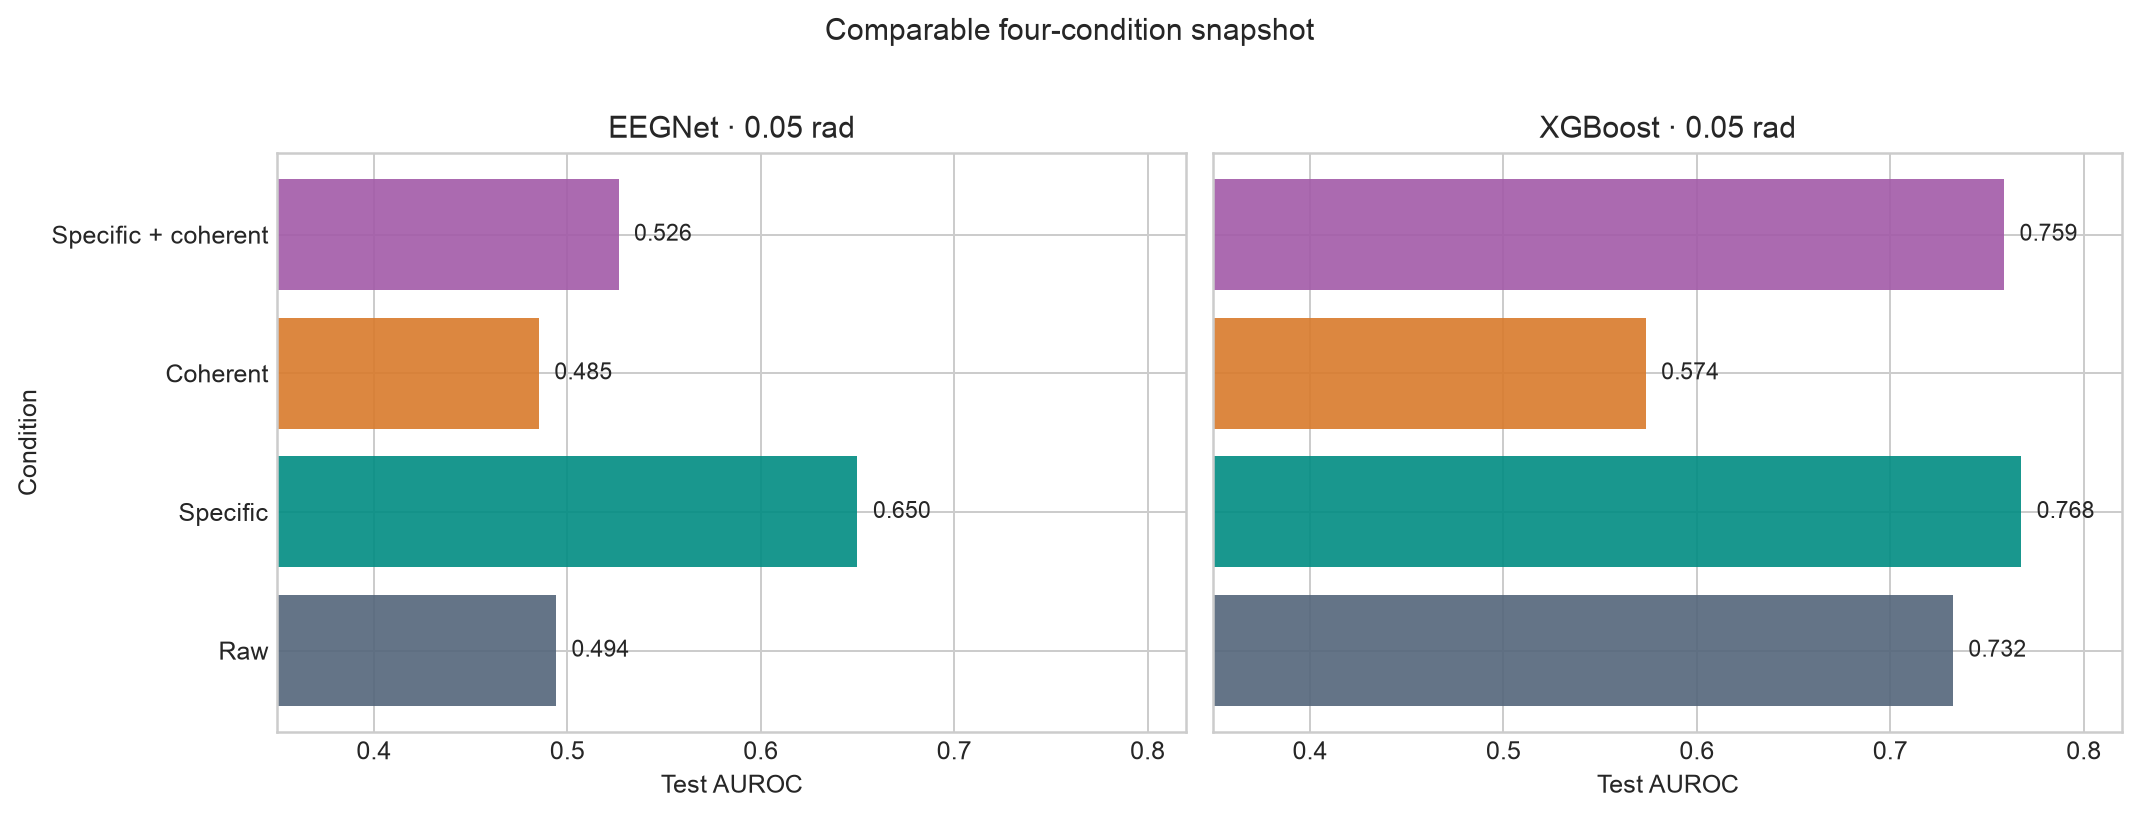 Comparable four-condition snapshot
EEGNet · 0.05 rad
Condition
Specific + coherent
0.526
Coherent
0.485
Specific
0.650
Raw
0.494
0.4 0.5 0.6 0.7 0.8
Test AUROC
XGBoost · 0.05 rad
0.759
0.574
0.768
0.732
0.4 0.5 0.6 0.7 0.8
Test AUROC